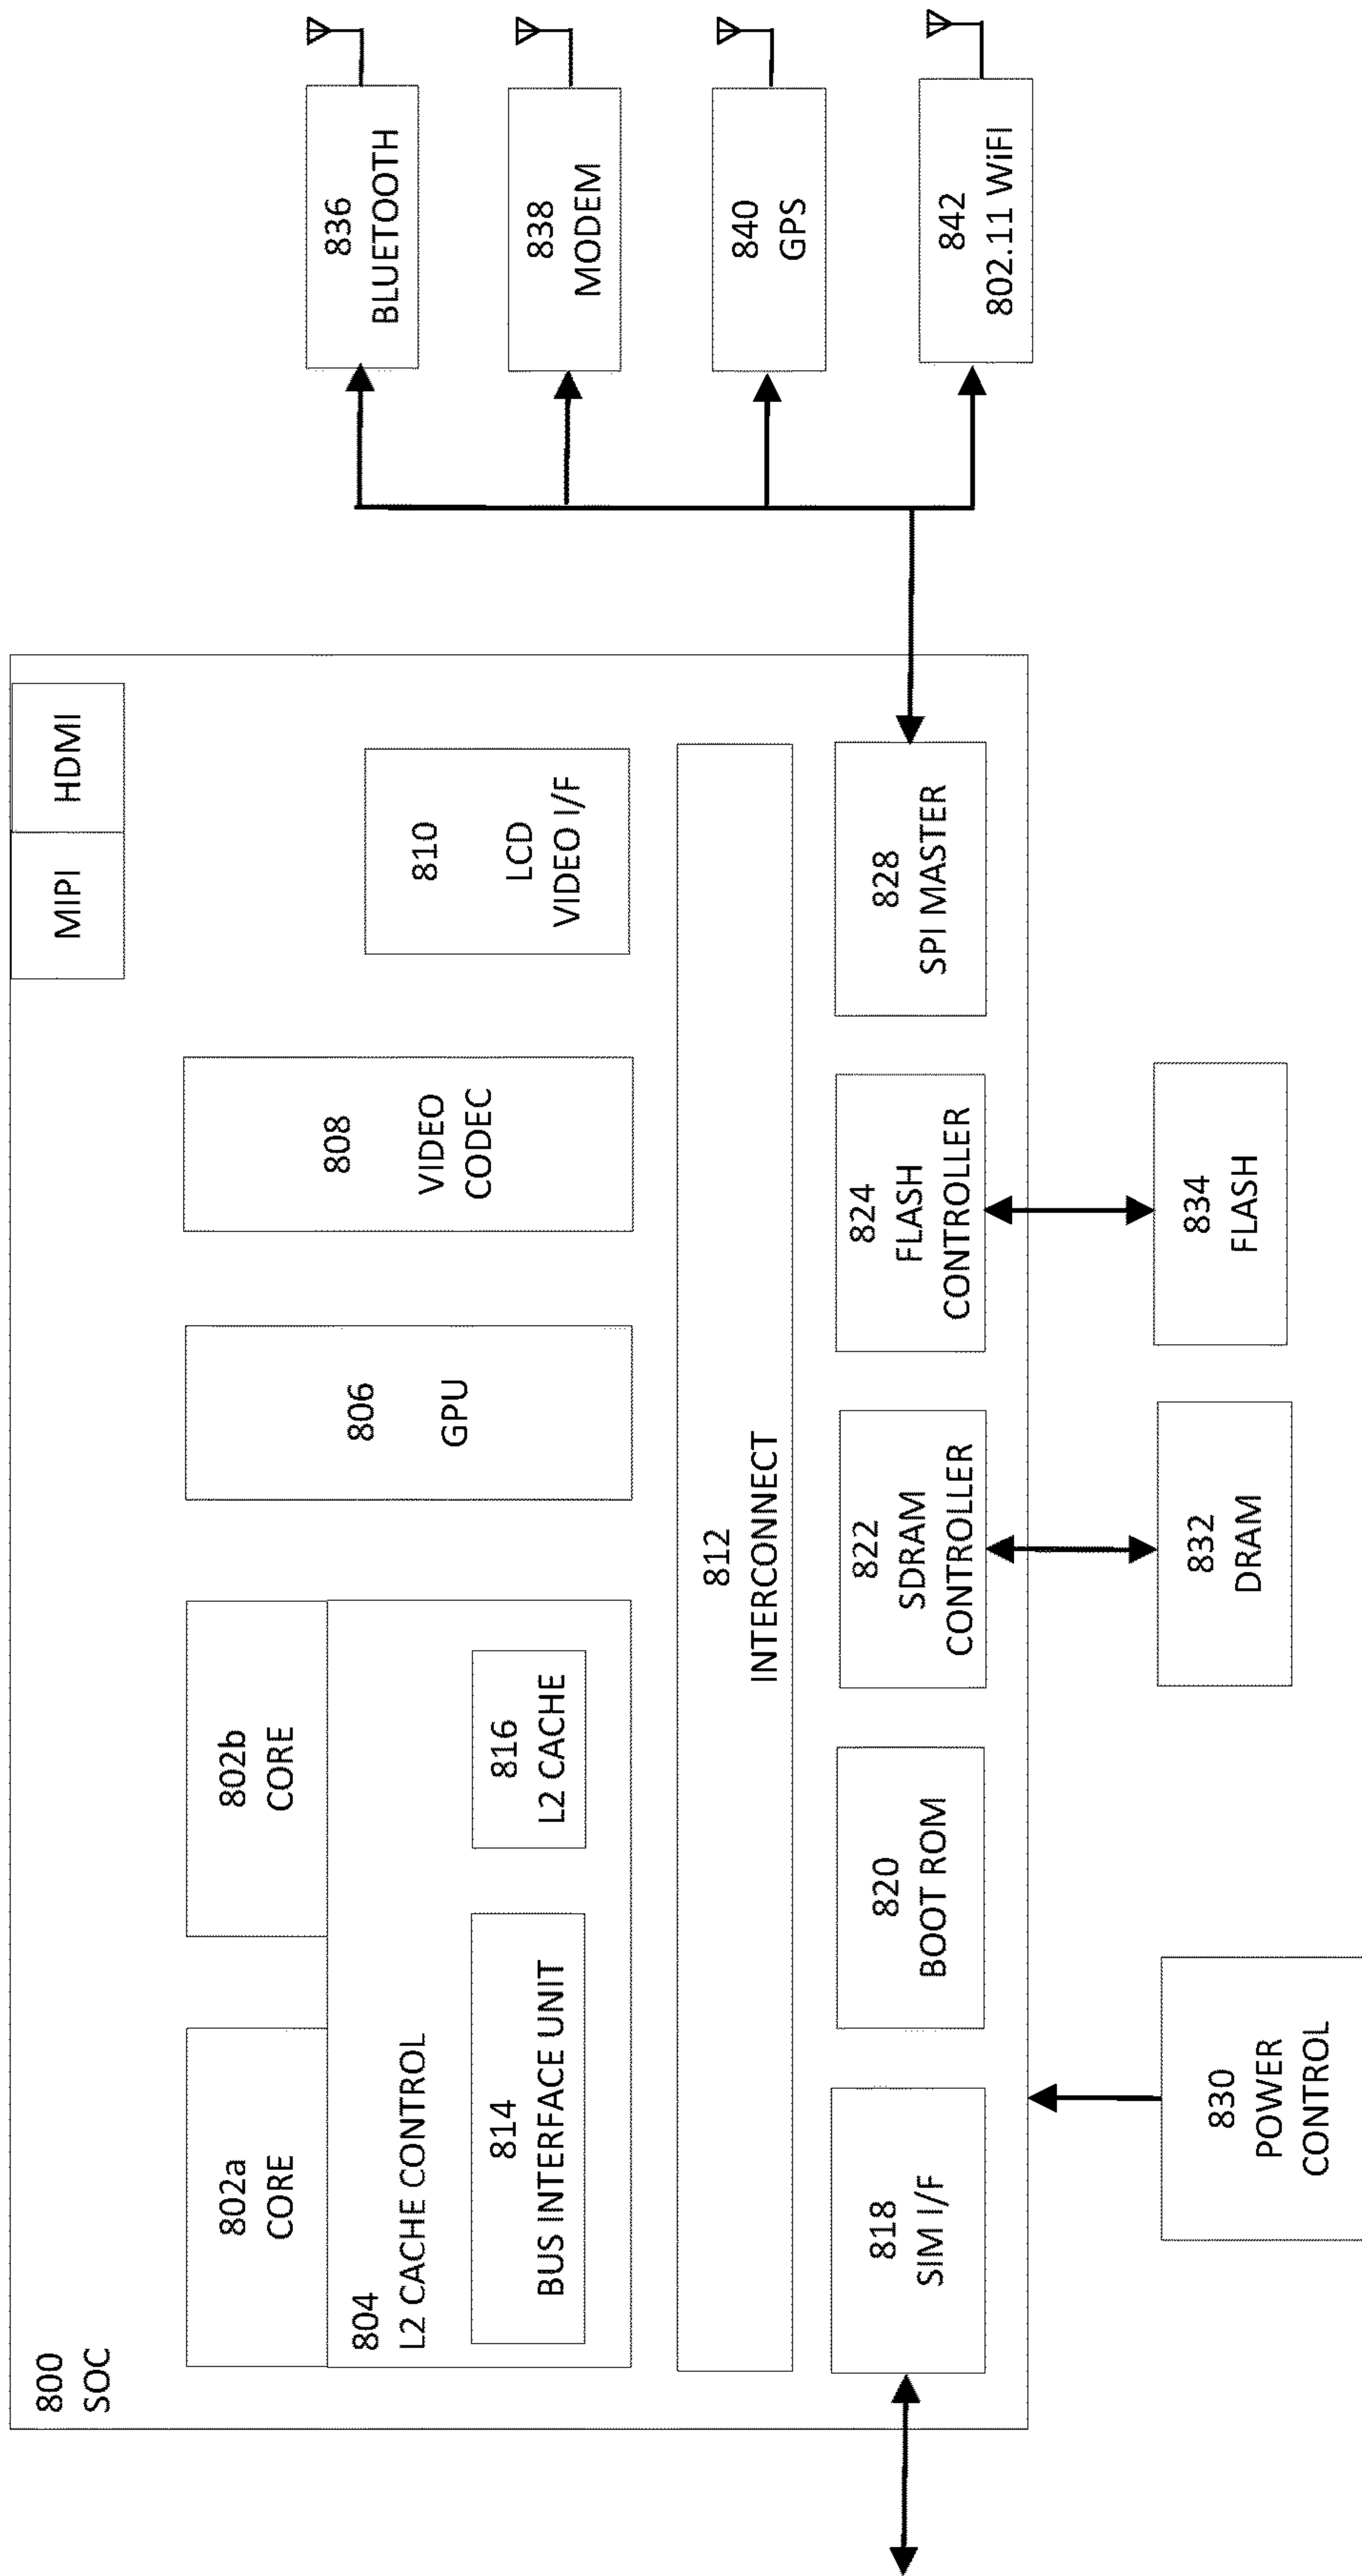 800
SOC
MIPI
HDMI
802a
CORE
802b
CORE
804
L2 CACHE CONTROL
814
BUS INTERFACE UNIT
816
L2 CACHE
806
GPU
808
VIDEO
CODEC
810
LCD
VIDEO I/F
812
INTERCONNECT
818
SIM I/F
820
BOOT ROM
822
SDRAM
CONTROLLER
824
FLASH
CONTROLLER
828
SPI MASTER
830
POWER
CONTROL
832
DRAM
834
FLASH
836
BLUETOOTH
838
MODEM
840
GPS
842
802.11 WiFI